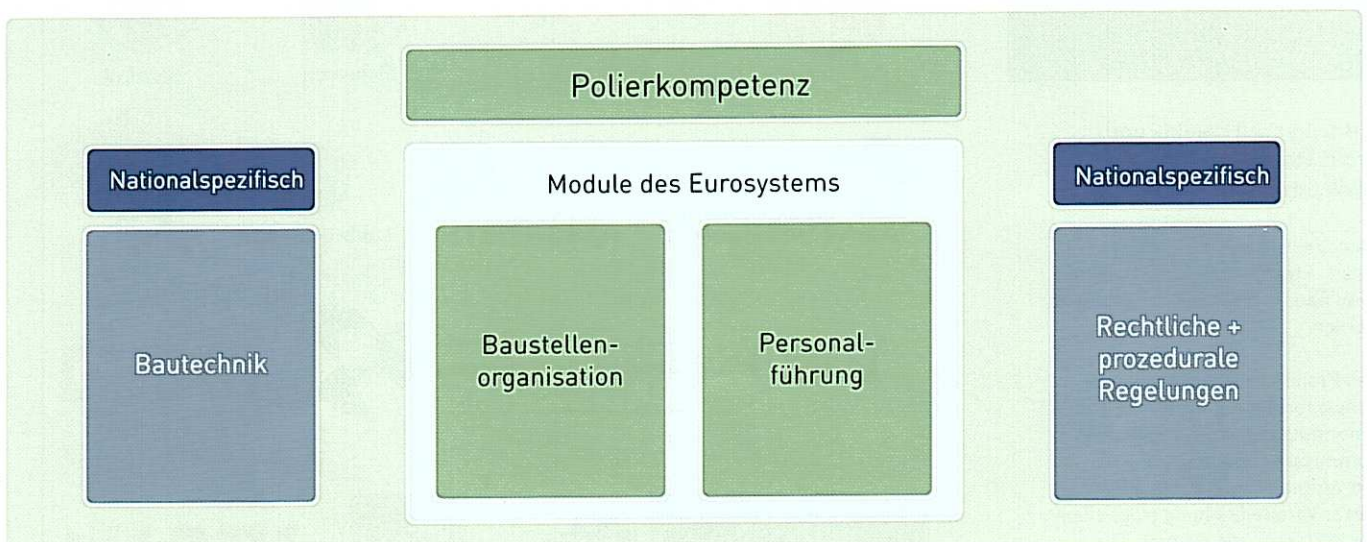 Polierkompetenz
Nationalspezifisch
Bautechnik
Module des Eurosystems
Baustellen-
organisation
Personal-
führung
Nationalspezifisch
Rechtliche +
prozedurale
Regelungen